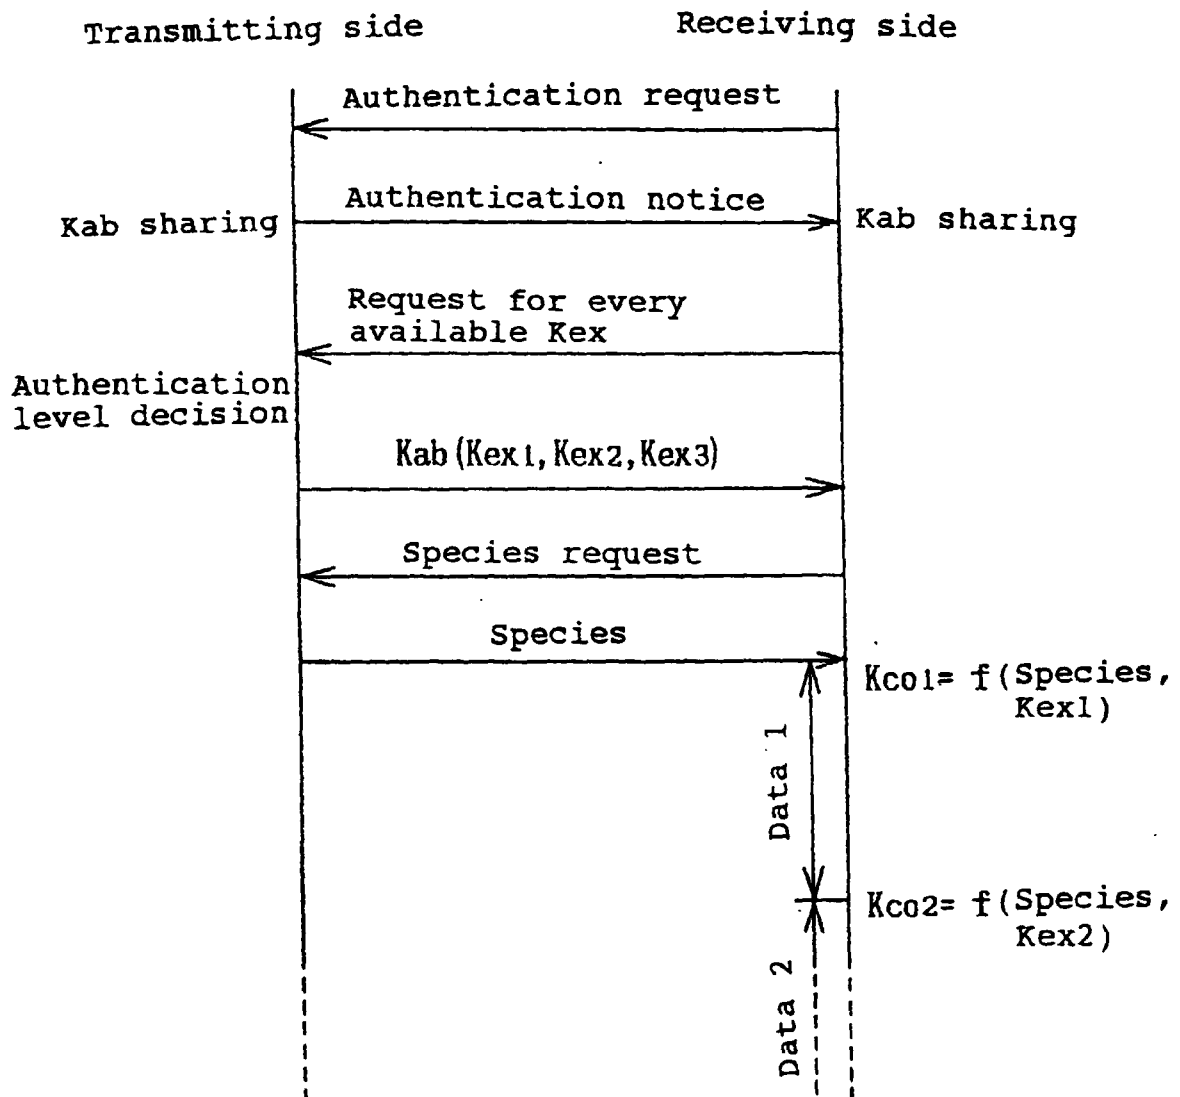 Transmitting side
Receiving side
Authentication request
Authentication notice
Kab sharing
Kab sharing
Request for every
available Kex
Authentication
level decision
Kab(Kex1,Kex2,Kex3)
Species request
Species
Kco1= f(Species,
Kex1)
Data 1
Kco2= f(Species,
Kex2)
Data 2